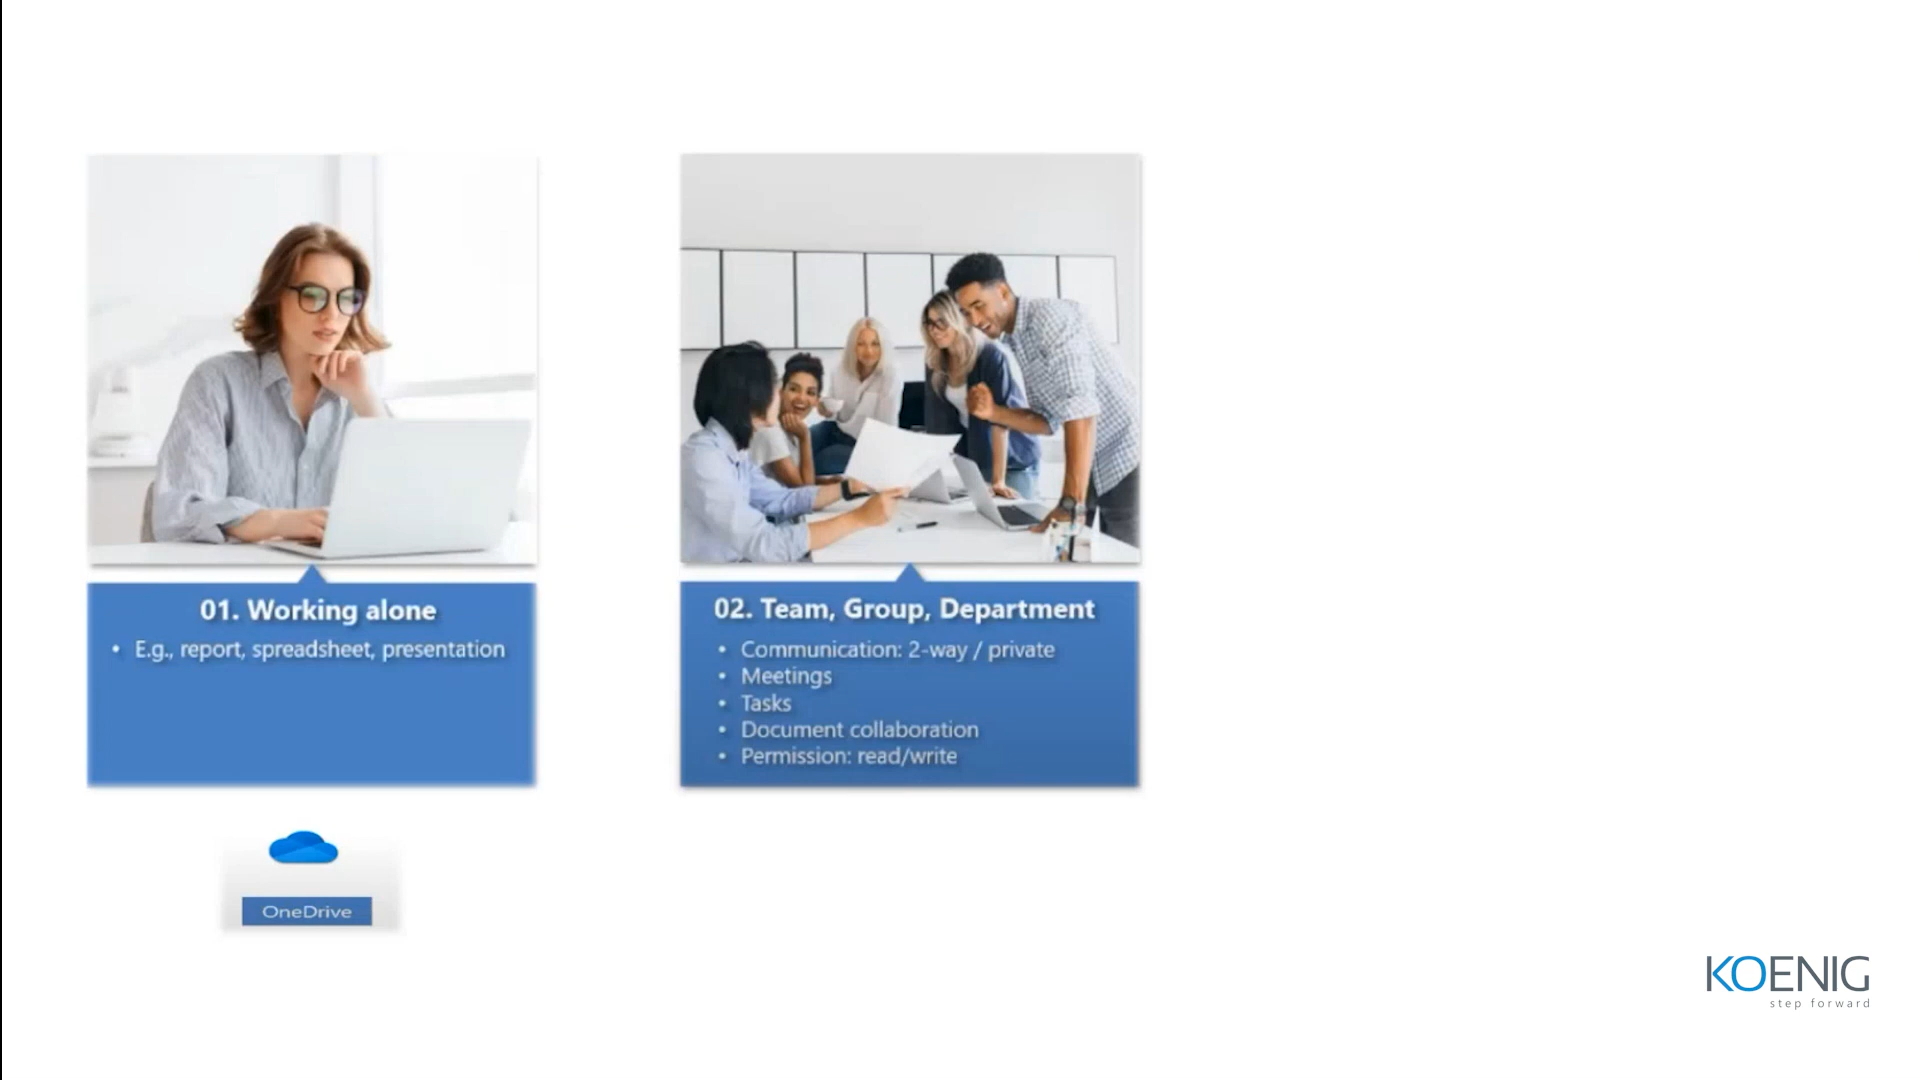 01. Working alone
• E.g., report, spreadsheet, presentation
02. Team, Group, Department
• Communication: 2-way / private
• Meetings
• Tasks
• Document collaboration
• Permission: read/write
OneDrive
KOENIG
step forward